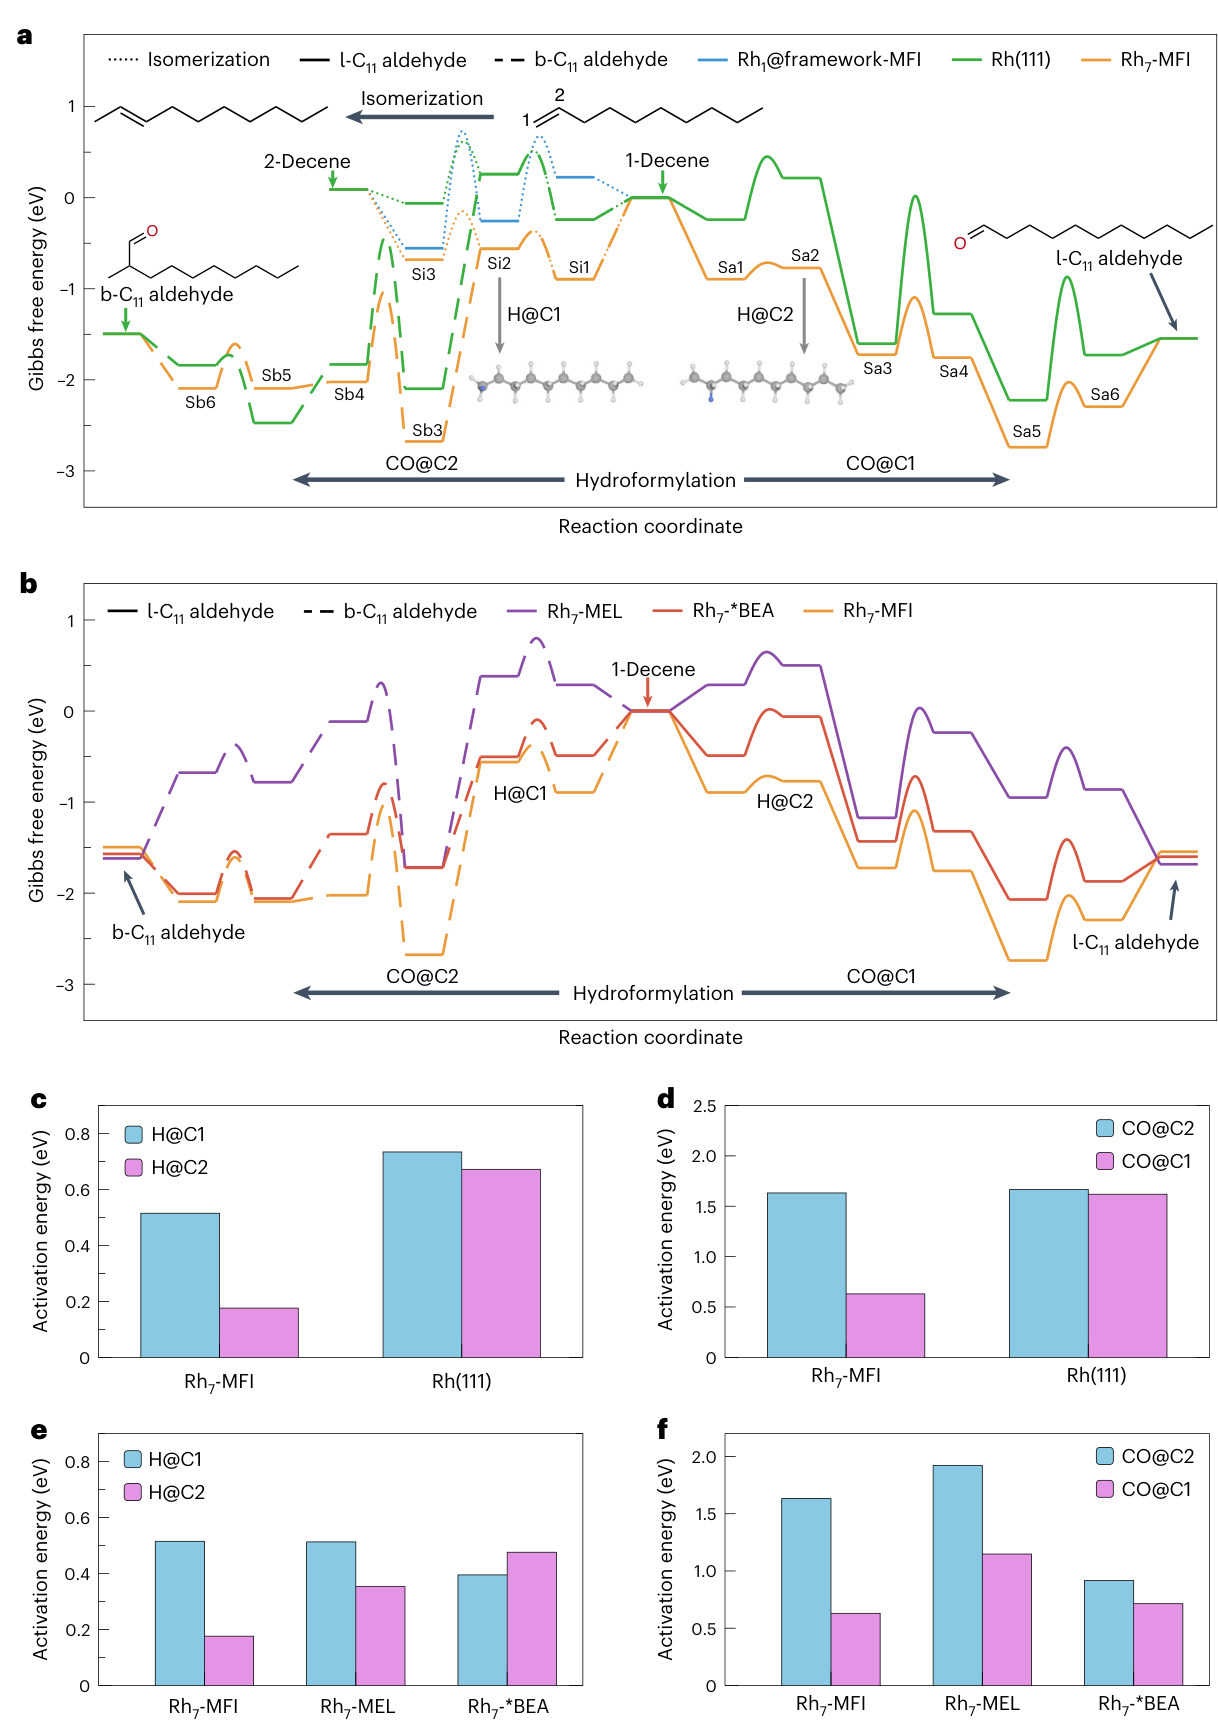 a
Isomerization
l-C11 aldehyde
b-C11 aldehyde
Rh1@framework-MFI
Rh(111)
Rh7-MFI
Isomerization
2
1
2-Decene
1-Decene
O
O
b-C11 aldehyde
l-C11 aldehyde
Si3
Si2
Si1
Sa1
Sa2
H@C1
H@C2
Sb6
Sb5
Sb4
Sb3
Sa3
Sa4
Sa5
Sa6
CO@C2
Hydroformylation
CO@C1
1
0
–1
–2
–3
Gibbs free energy (eV)
Reaction coordinate
b
l-C11 aldehyde
b-C11 aldehyde
Rh7-MEL
Rh7-*BEA
Rh7-MFI
1-Decene
H@C1
H@C2
b-C11 aldehyde
l-C11 aldehyde
CO@C2
Hydroformylation
CO@C1
1
0
–1
–2
–3
Gibbs free energy (eV)
Reaction coordinate
c
H@C1
H@C2
0.8
0.6
0.4
0.2
0
Activation energy (eV)
Rh7-MFI
Rh(111)
d
CO@C2
CO@C1
2.5
2.0
1.5
1.0
0.5
0
Activation energy (eV)
Rh7-MFI
Rh(111)
e
H@C1
H@C2
0.8
0.6
0.4
0.2
0
Activation energy (eV)
Rh7-MFI
Rh7-MEL
Rh7-*BEA
f
CO@C2
CO@C1
2.0
1.5
1.0
0.5
0
Activation energy (eV)
Rh7-MFI
Rh7-MEL
Rh7-*BEA